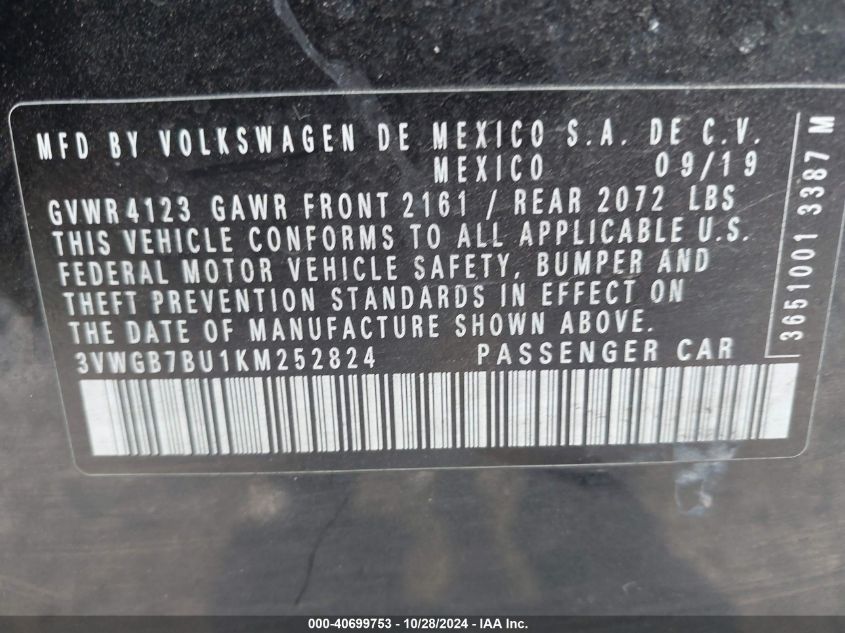 MFD BY VOLKSWAGEN DE MEXICO S.A. DE C.V.
MEXICO 09/19
GVWR 4123 GAWR FRONT 2161 / REAR 2072 LBS
THIS VEHICLE CONFORMS TO ALL APPLICABLE U.S.
FEDERAL MOTOR VEHICLE SAFETY, BUMPER AND
THEFT PREVENTION STANDARDS IN EFFECT ON
THE DATE OF MANUFACTURE SHOWN ABOVE.
3VWGB7BU1KM252824 PASSENGER CAR
3651001 3387 M
000-40699753 - 10/28/2024 - IAA Inc.